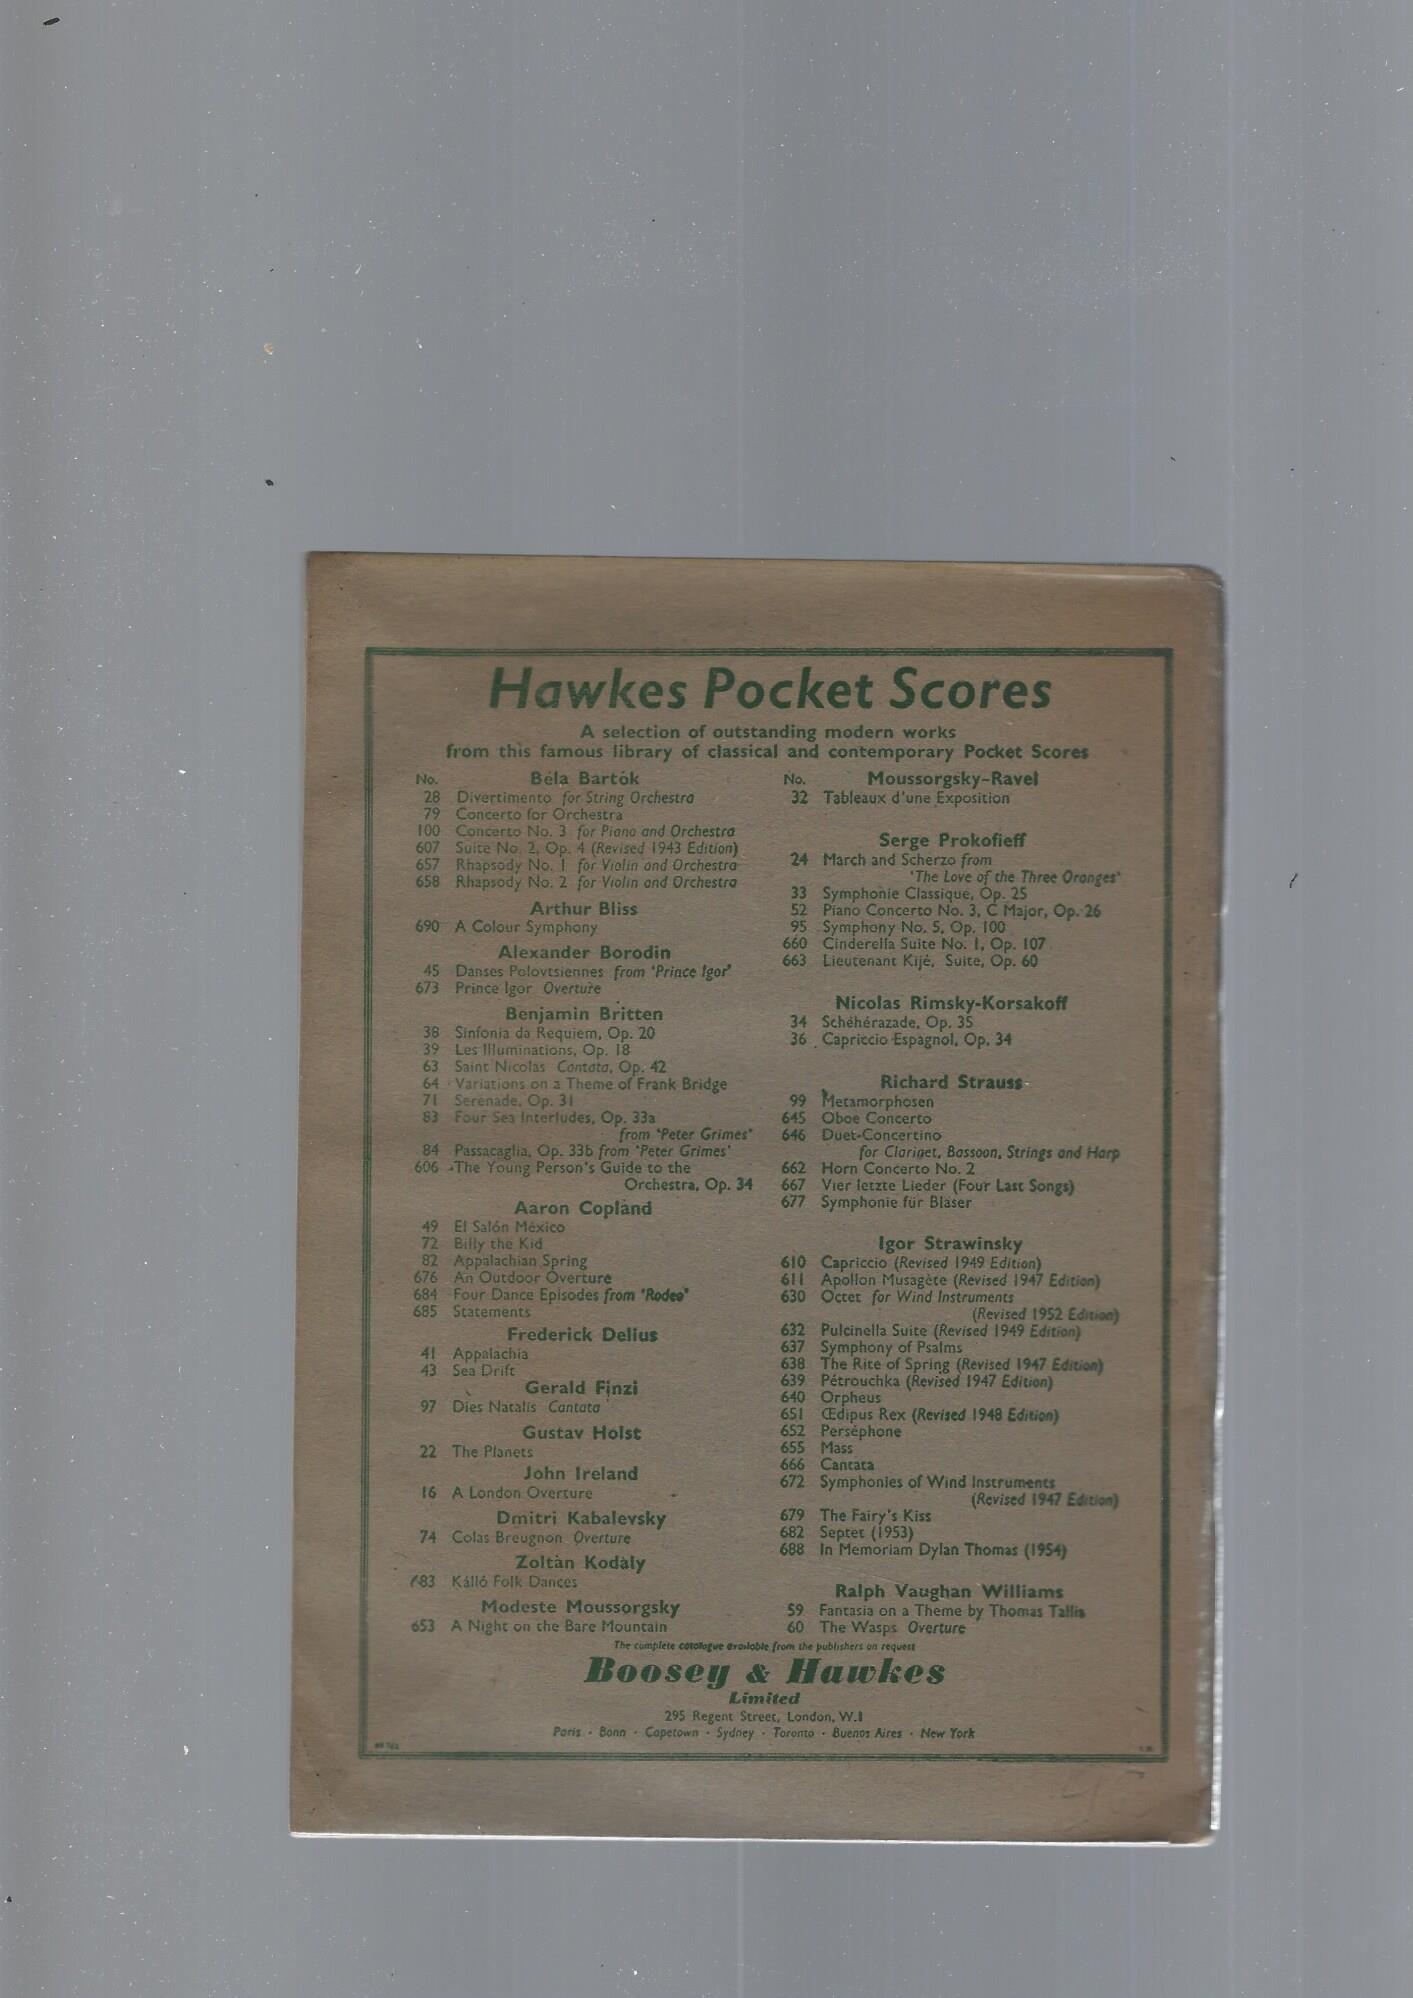 Hawkes Pocket Scores
A selection of outstanding modern works
from this famous library of classical and contemporary Pocket Scores
No. Béla Bartók
28 Divertimento for String Orchestra
79 Concerto for Orchestra
100 Concerto No. 3 for Piano and Orchestra
607 Suite No. 2, Op. 4 (Revised 1943 Edition)
657 Rhapsody No. 1 for Violin and Orchestra
658 Rhapsody No. 2 for Violin and Orchestra
Arthur Bliss
690 A Colour Symphony
Alexander Borodin
45 Danses Polovtsiennes from 'Prince Igor'
673 Prince Igor Overture
Benjamin Britten
38 Sinfonia da Requiem, Op. 20
39 Les Illuminations, Op. 18
63 Saint Nicolas Cantata, Op. 42
64 Variations on a Theme of Frank Bridge
71 Serenade, Op. 31
83 Four Sea Interludes, Op. 33a
from 'Peter Grimes'
84 Passacaglia, Op. 33b from 'Peter Grimes'
606 The Young Person's Guide to the
Orchestra, Op. 34
Aaron Copland
49 El Salón México
72 Billy the Kid
82 Appalachian Spring
676 An Outdoor Overture
684 Four Dance Episodes from 'Rodeo'
685 Statements
Frederick Delius
41 Appalachia
43 Sea Drift
Gerald Finzi
97 Dies Natalis Cantata
Gustav Holst
22 The Planets
John Ireland
16 A London Overture
Dmitri Kabalevsky
74 Colas Breugnon Overture
Zoltàn Kodàly
683 Kálló Folk Dances
Modeste Moussorgsky
653 A Night on the Bare Mountain
No. Moussorgsky-Ravel
32 Tableaux d'une Exposition
Serge Prokofieff
24 March and Scherzo from
'The Love of the Three Oranges'
33 Symphonie Classique, Op. 25
52 Piano Concerto No. 3, C Major, Op. 26
95 Symphony No. 5, Op. 100
660 Cinderella Suite No. 1, Op. 107
663 Lieutenant Kijé, Suite, Op. 60
Nicolas Rimsky-Korsakoff
34 Schéhérazade, Op. 35
36 Capriccio Espagnol, Op. 34
Richard Strauss
99 Metamorphosen
645 Oboe Concerto
646 Duet-Concertino
for Clarinet, Bassoon, Strings and Harp
662 Horn Concerto No. 2
667 Vier letzte Lieder (Four Last Songs)
677 Symphonie für Bläser
Igor Strawinsky
610 Capriccio (Revised 1949 Edition)
611 Apollon Musagète (Revised 1947 Edition)
630 Octet for Wind Instruments
(Revised 1952 Edition)
632 Pulcinella Suite (Revised 1949 Edition)
637 Symphony of Psalms
638 The Rite of Spring (Revised 1947 Edition)
639 Pétrouchka (Revised 1947 Edition)
640 Orpheus
651 Œdipus Rex (Revised 1948 Edition)
652 Perséphone
655 Mass
666 Cantata
672 Symphonies of Wind Instruments
(Revised 1947 Edition)
679 The Fairy's Kiss
682 Septet (1953)
688 In Memoriam Dylan Thomas (1954)
Ralph Vaughan Williams
59 Fantasia on a Theme by Thomas Tallis
60 The Wasps Overture
The complete catalogue available from the publishers on request
Boosey & Hawkes
Limited
295 Regent Street, London, W.1
Paris · Bonn · Capetown · Sydney · Toronto · Buenos Aires · New York